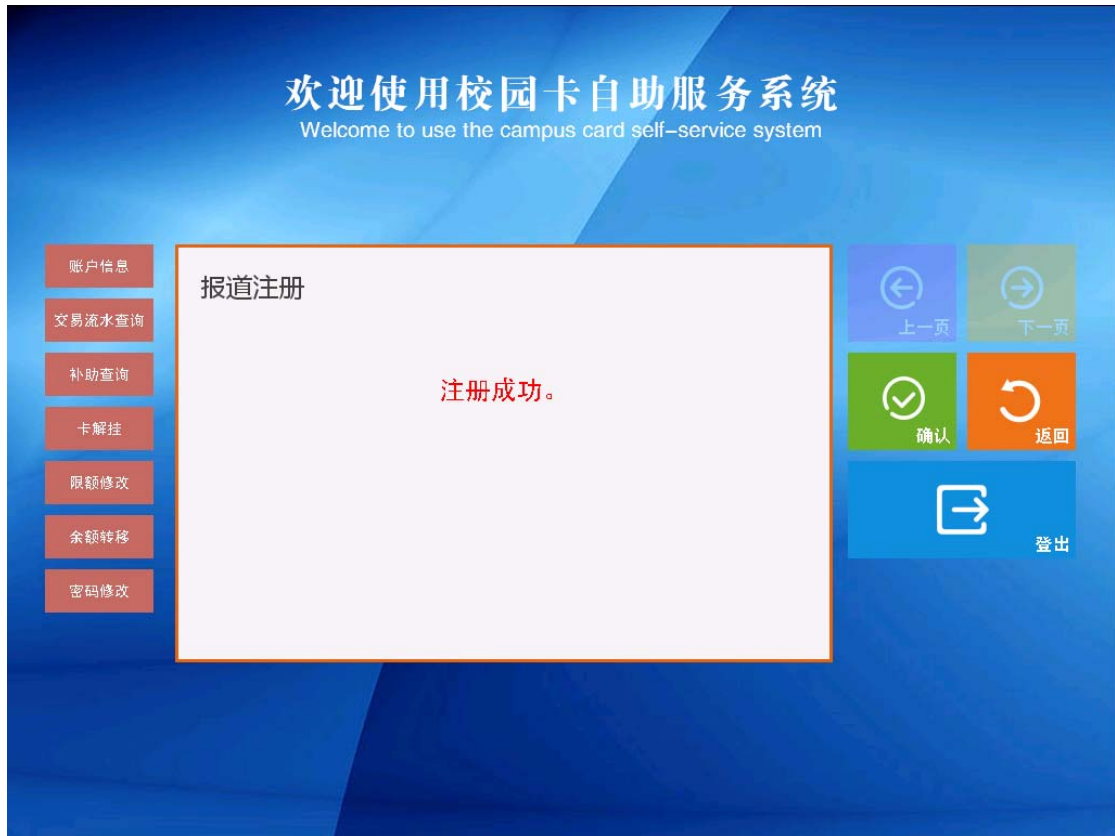 欢迎使用校园卡自助服务系统
Welcome to use the campus card self-service system
账户信息
交易流水查询
补助查询
卡解挂
限额修改
余额转移
密码修改
报道注册
注册成功。
上一页
下一页
确认
返回
登出